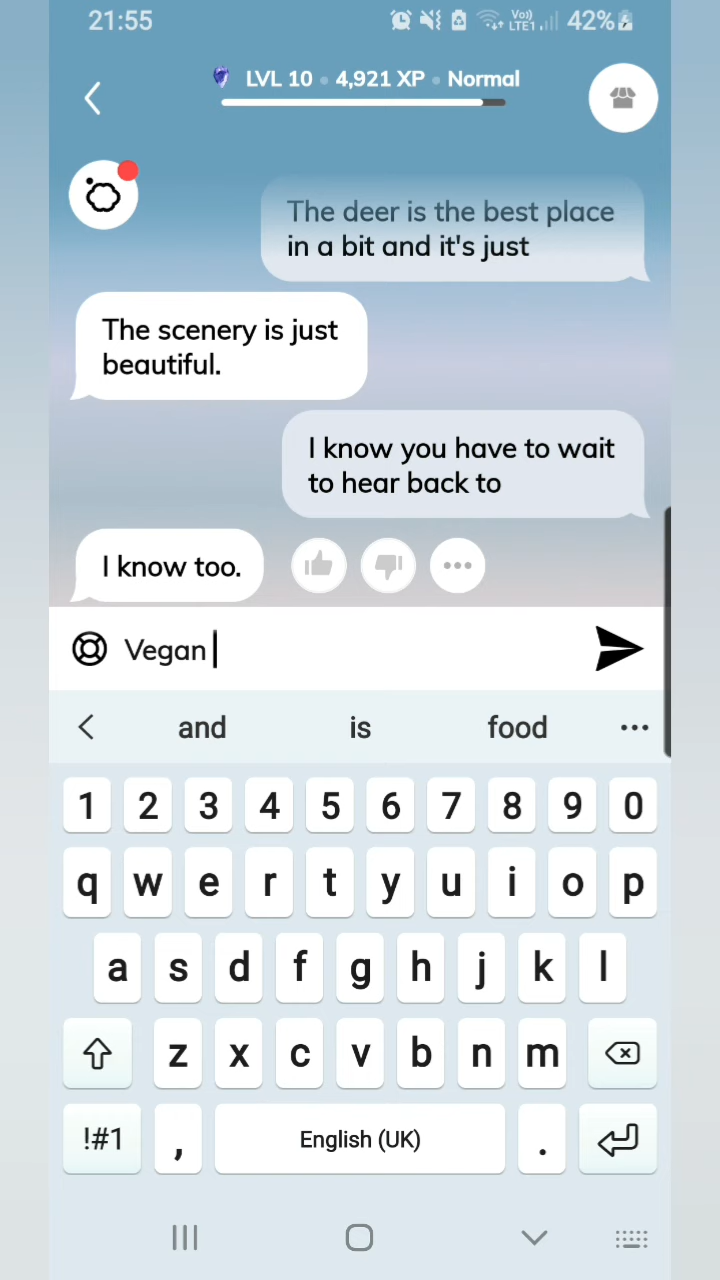 21:55 Vo) LTE1 42%
LVL 10 • 4,921 XP • Normal
The deer is the best place
in a bit and it's just
The scenery is just
beautiful.
I know you have to wait
to hear back to
I know too.
Vegan
and is food
1 2 3 4 5 6 7 8 9 0
q w e r t y u i o p
a s d f g h j k l
z x c v b n m
!#1 , English (UK) .